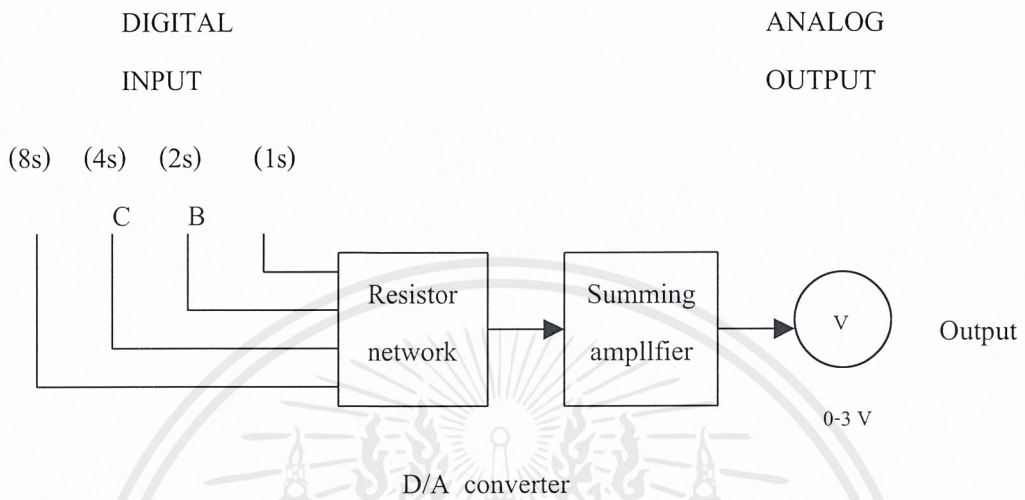 DIGITAL
INPUT
ANALOG
OUTPUT
(8s) (4s) (2s) (1s)
C B
Resistor
network
Summing
ampllfier
V
Output
0-3 V
D/A converter